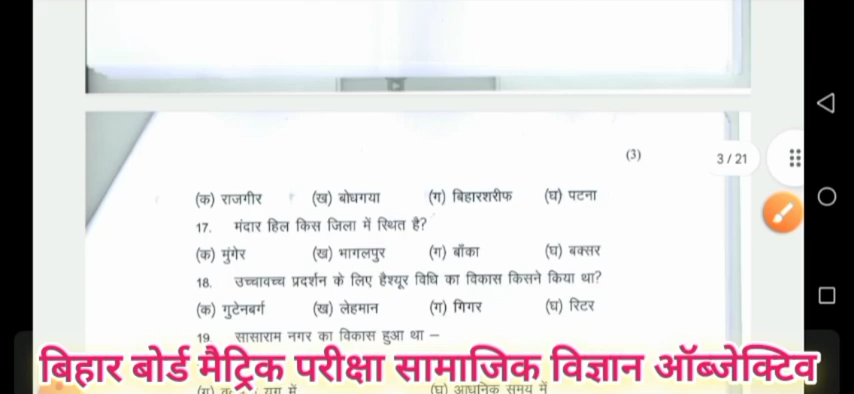 (3)
3 / 21
(क) राजगीर (ख) बोधगया (ग) बिहारशरीफ (घ) पटना
17. मंदार हिल किस जिला में स्थित है?
(क) मुंगेर (ख) भागलपुर (ग) बाँका (घ) बक्सर
18. उच्चावच्च प्रदर्शन के लिए हैश्यूर विधि का विकास किसने किया था?
(क) गुटेनबर्ग (ख) लेहमान (ग) गिगर (घ) रिटर
19. सासाराम नगर का विकास हुआ था –
बिहार बोर्ड मैट्रिक परीक्षा सामाजिक विज्ञान ऑब्जेक्टिव
(घ) आधुनिक समय में